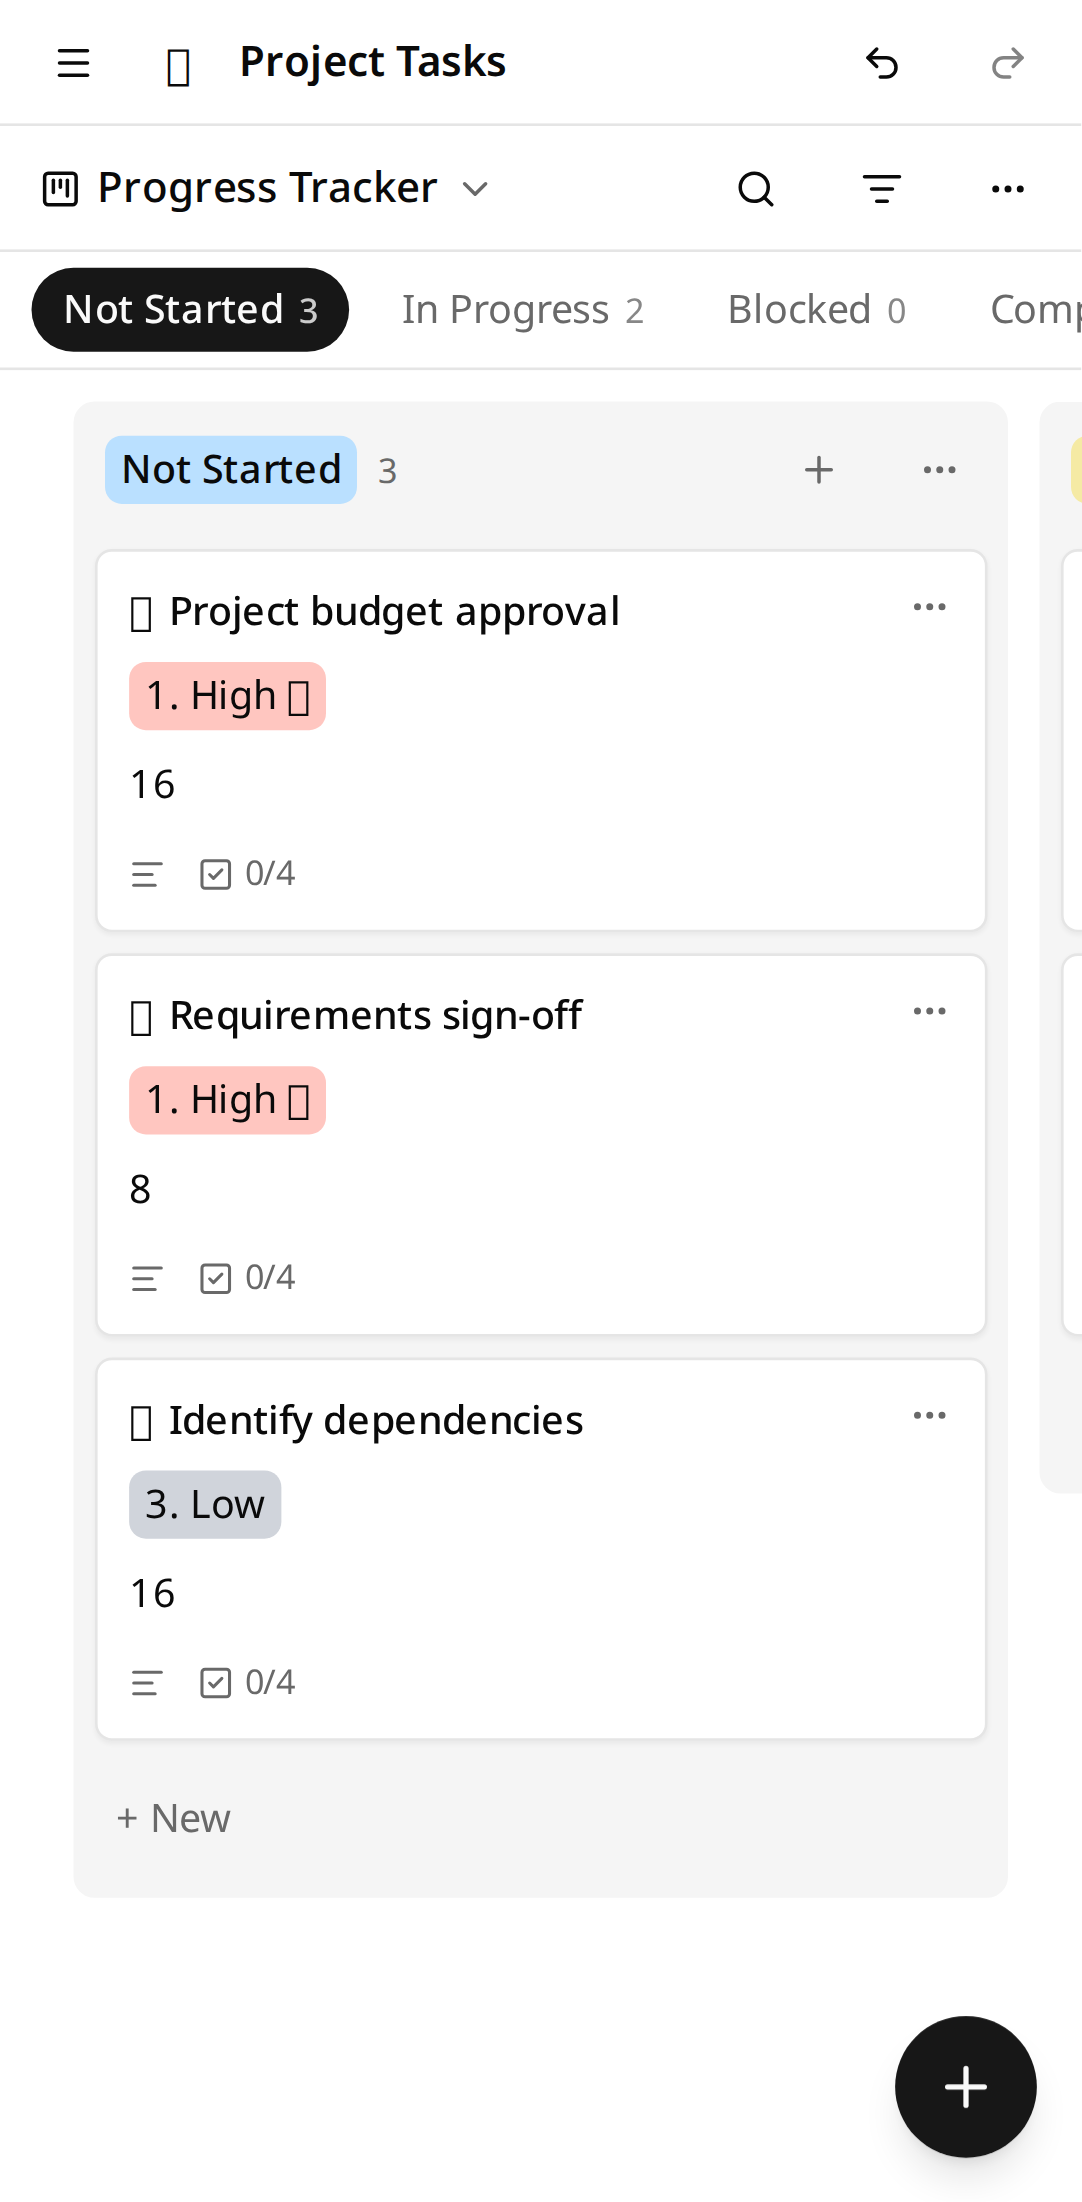 Project Tasks
Progress Tracker
Not Started 3 In Progress 2 Blocked 0 Comp
Not Started 3
Project budget approval
1. High
16
0/4
Requirements sign-off
1. High
8
0/4
Identify dependencies
3. Low
16
0/4
+ New